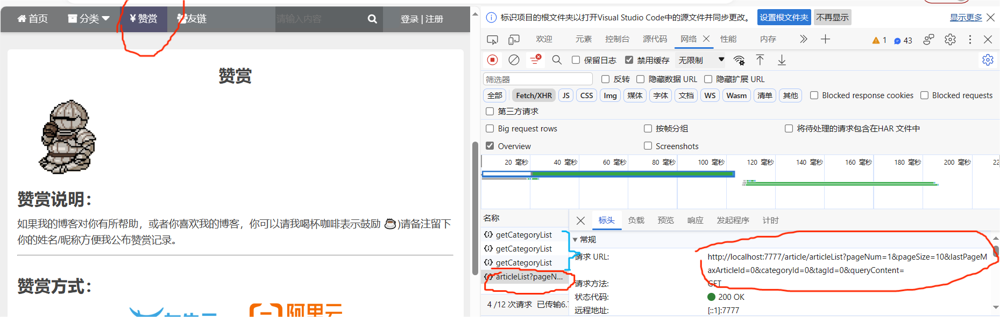 首页 分类 ¥赞赏 友链 请输入内容 登录 | 注册
赞赏
赞赏说明：
如果我的博客对你有所帮助，或者你喜欢我的博客，你可以请我喝杯咖啡表示鼓励 )请备注留下
你的姓名/昵称方便我公布赞赏记录。
赞赏方式：
阿里云
标识项目的根文件夹以打开Visual Studio Code中的源文件并同步更改。 设置根文件夹 不再显示 显示更多
欢迎 元素 控制台 源代码 网络 性能 内存 1 43
保留日志 禁用缓存 无限制
筛选器 反转 隐藏数据 URL 隐藏扩展 URL
全部 Fetch/XHR JS CSS Img 媒体 字体 文档 WS Wasm 清单 其他 Blocked response cookies Blocked requests
第三方请求
Big request rows 按帧分组 将待处理的请求包含在HAR 文件中
Overview Screenshots
20 毫秒 40 毫秒 60 毫秒 80 毫秒 100 毫秒 120 毫秒 140 毫秒 160 毫秒 180 毫秒 200 毫秒 22
名称
getCategoryList
getCategoryList
getCategoryList
articleList?pageN...
4 /12 次请求 已传输6.7
标头 负载 预览 响应 发起程序 计时
常规
请求 URL: http://localhost:7777/article/articleList?pageNum=1&pageSize=10&lastPageM
axArticleId=0&categoryId=0&tagId=0&queryContent=
请求方法: GET
状态代码: 200 OK
远程地址: [::1]:7777